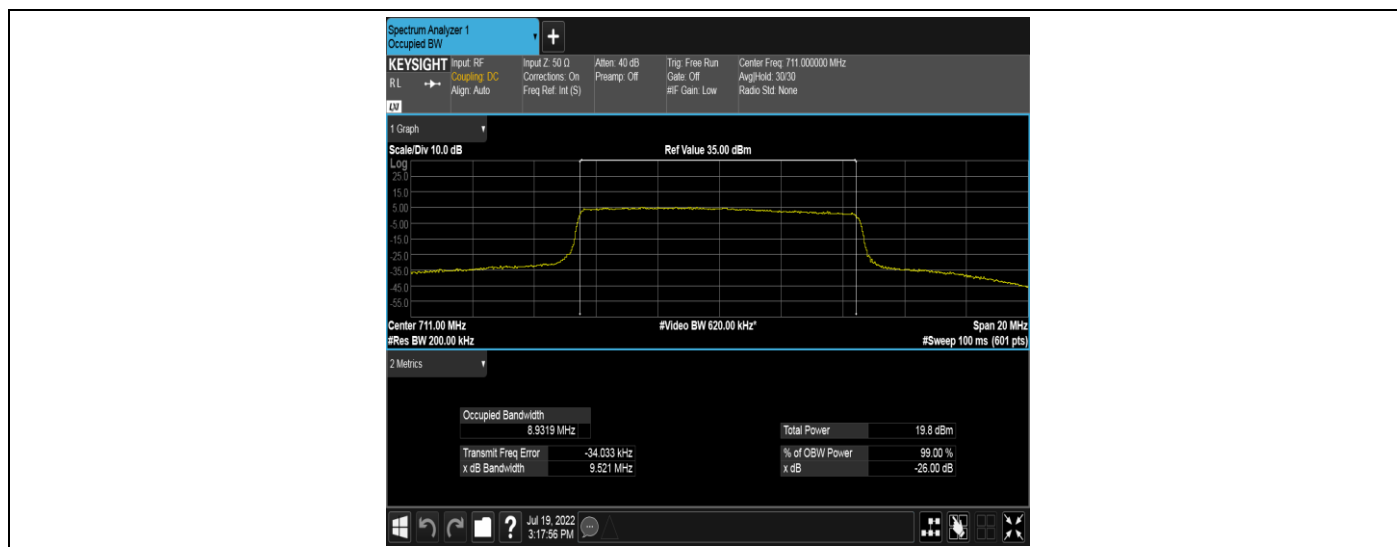 Spectrum Analyzer 1
Occupied BW
+
KEYSIGHT Input: RF Input Z: 50 Ω Atten: 40 dB Trig: Free Run Center Freq: 711.000000 MHz
R L Coupling: DC Corrections: On Preamp: Off Gate: Off Avg|Hold: 30/30
Align: Auto Freq Ref: Int (S) #IF Gain: Low Radio Std: None
LXI
1 Graph
Scale/Div 10.0 dB Ref Value 35.00 dBm
Log
25.0
15.0
5.00
-5.00
-15.0
-25.0
-35.0
-45.0
-55.0
Center 711.00 MHz #Video BW 620.00 kHz* Span 20 MHz
#Res BW 200.00 kHz #Sweep 100 ms (601 pts)
2 Metrics
Occupied Bandwidth
8.9319 MHz Total Power 19.8 dBm
Transmit Freq Error -34.033 kHz % of OBW Power 99.00 %
x dB Bandwidth 9.521 MHz x dB -26.00 dB
? Jul 19, 2022
3:17:56 PM